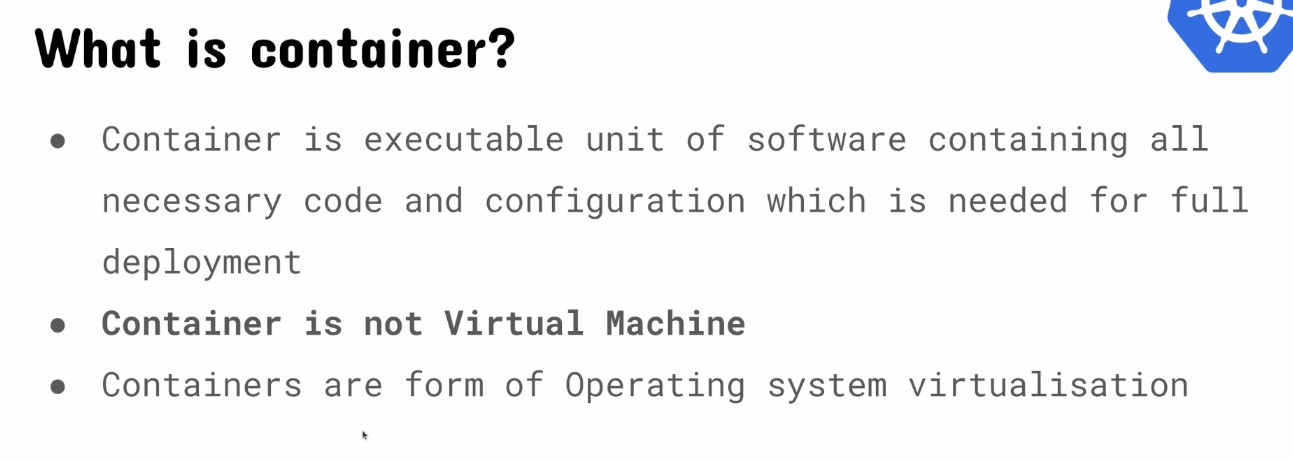 What is container?
● Container is executable unit of software containing all
necessary code and configuration which is needed for full
deployment
● Container is not Virtual Machine
● Containers are form of Operating system virtualisation